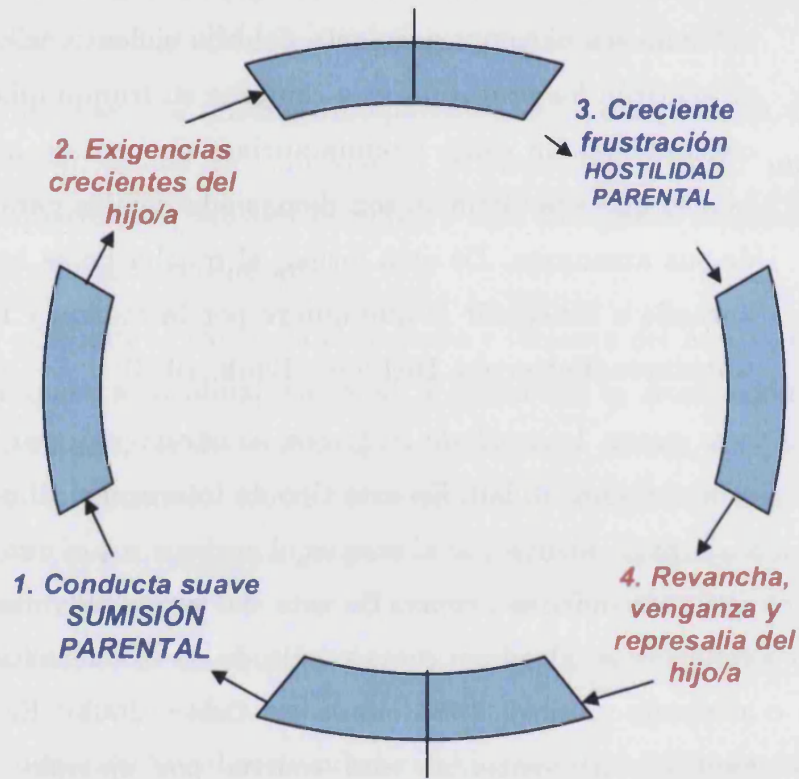 2. Exigencias
crecientes del
hijo/a
3. Creciente
frustración
HOSTILIDAD
PARENTAL
1. Conducta suave
SUMISIÓN
PARENTAL
4. Revancha,
venganza y
represalia del
hijo/a